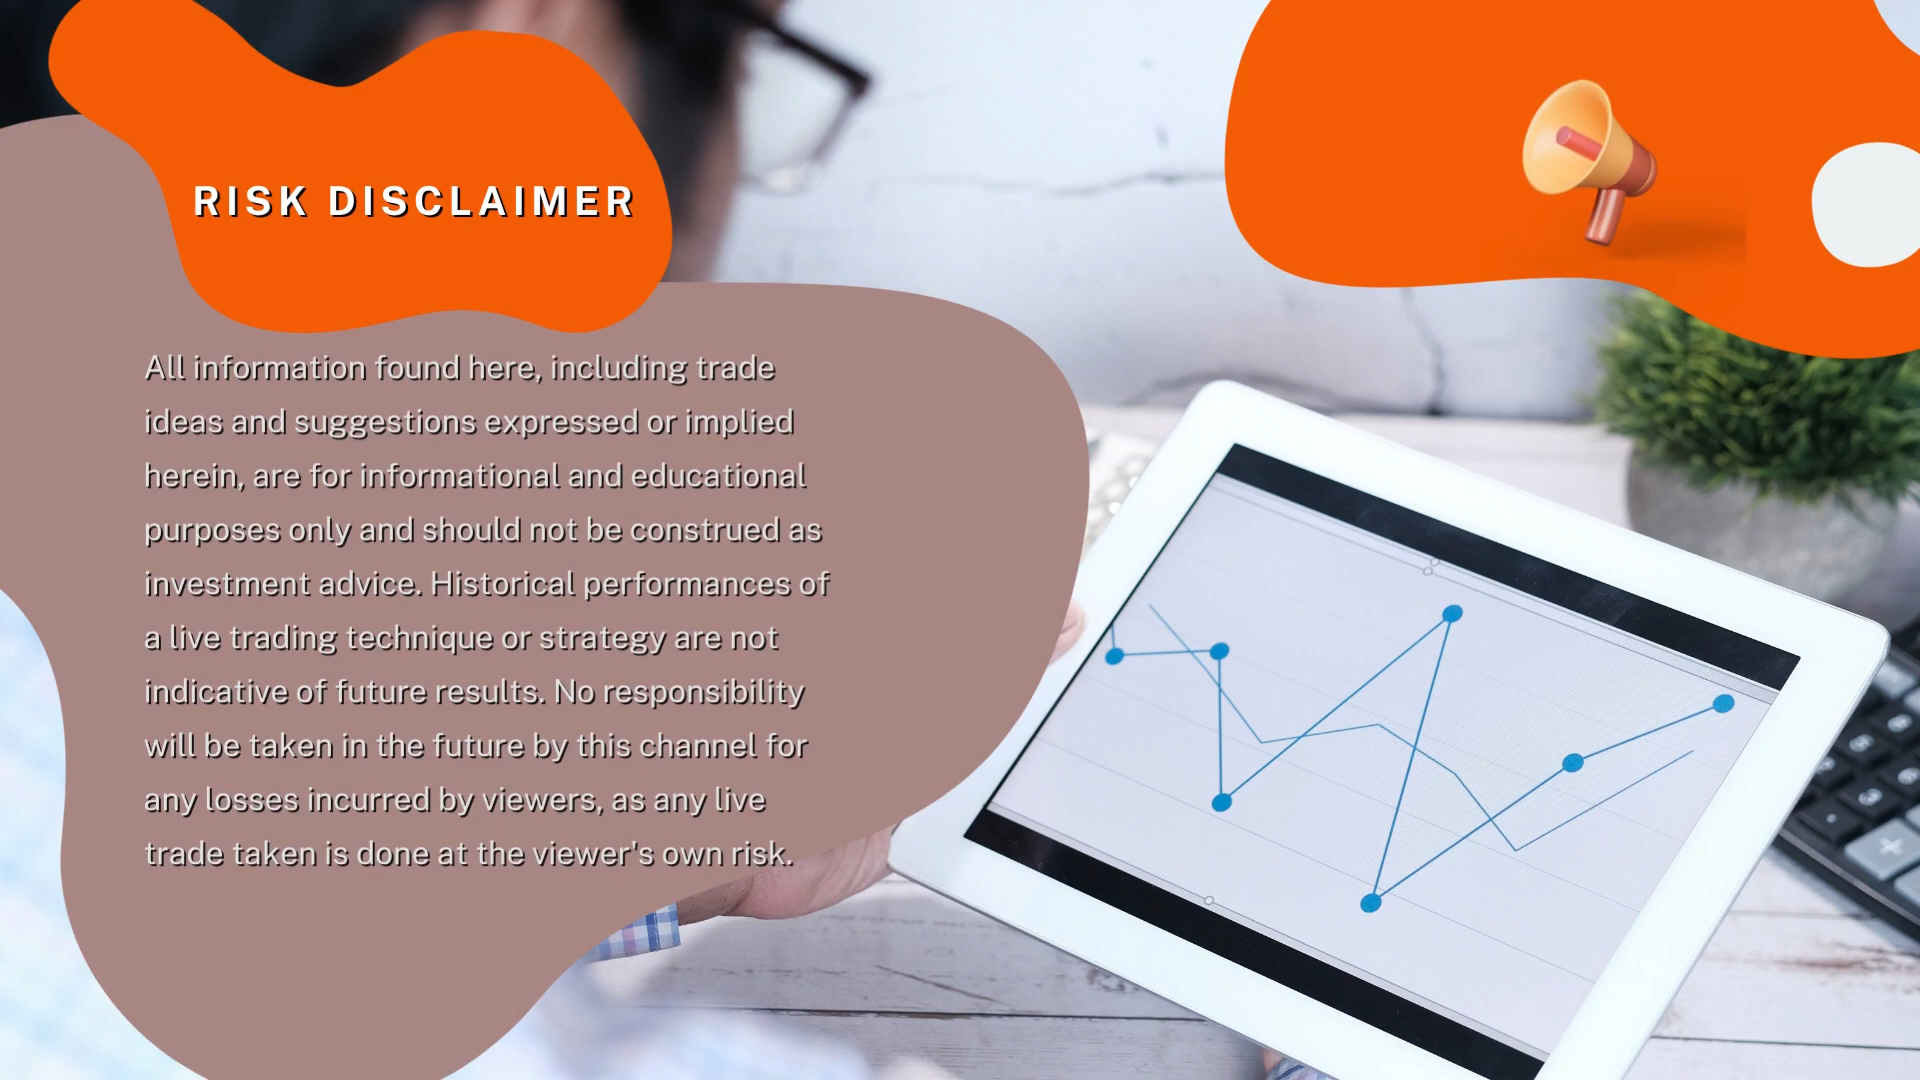 RISK DISCLAIMER
All information found here, including trade
ideas and suggestions expressed or implied
herein, are for informational and educational
purposes only and should not be construed as
investment advice. Historical performances of
a live trading technique or strategy are not
indicative of future results. No responsibility
will be taken in the future by this channel for
any losses incurred by viewers, as any live
trade taken is done at the viewer's own risk.